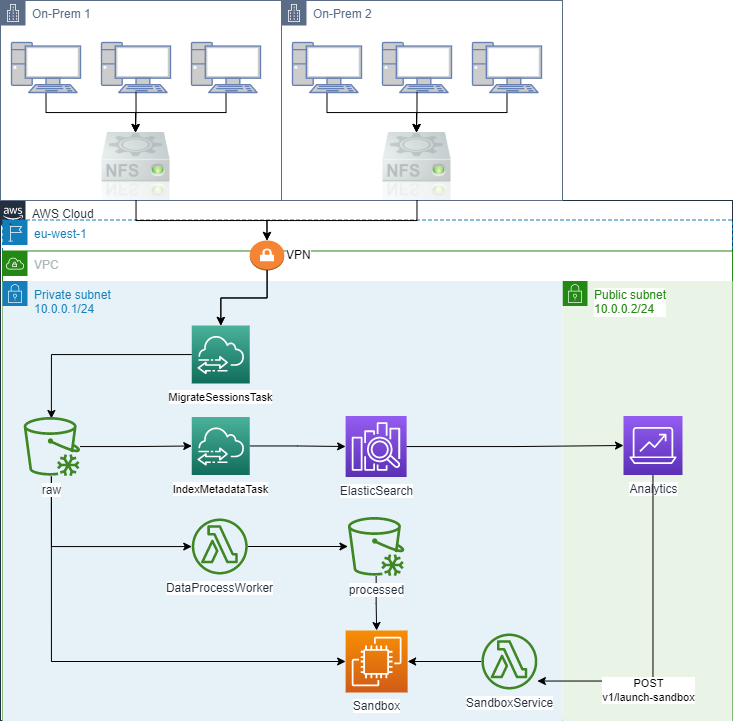 On-Prem 1
On-Prem 2
NFS
NFS
aws
AWS Cloud
eu-west-1
VPN
VPC
Private subnet
10.0.0.1/24
Public subnet
10.0.0.2/24
MigrateSessionsTask
raw
IndexMetadataTask
ElasticSearch
Analytics
DataProcessWorker
processed
Sandbox
SandboxService
POST
v1/launch-sandbox